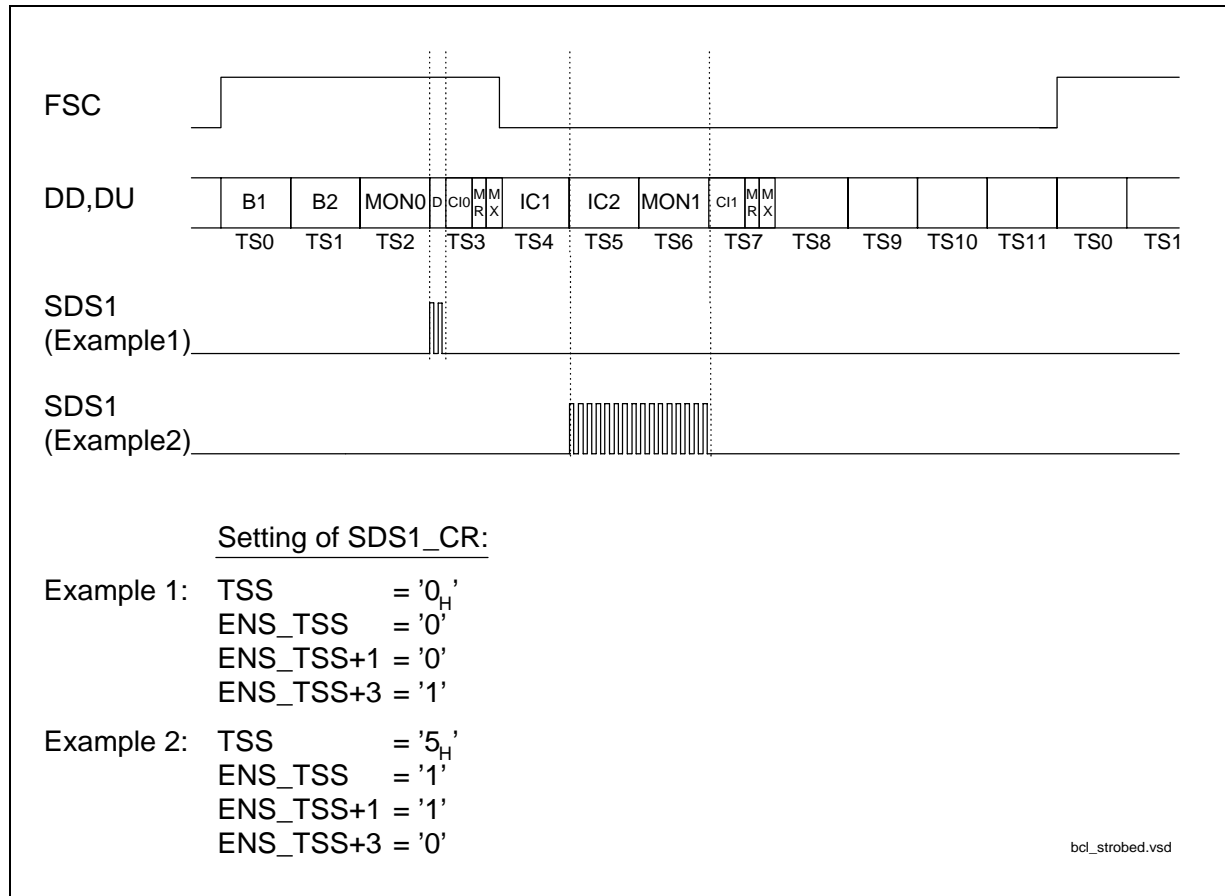 FSC
DD,DU
B1 B2 MON0 D CI0 MR MX IC1 IC2 MON1 CI1 MR MX
TS0 TS1 TS2 TS3 TS4 TS5 TS6 TS7 TS8 TS9 TS10 TS11 TS0 TS1
SDS1
(Example1)
SDS1
(Example2)
Setting of SDS1_CR:
Example 1: TSS = '0H'
ENS_TSS = '0'
ENS_TSS+1 = '0'
ENS_TSS+3 = '1'
Example 2: TSS = '5H'
ENS_TSS = '1'
ENS_TSS+1 = '1'
ENS_TSS+3 = '0'
bcl_strobed.vsd